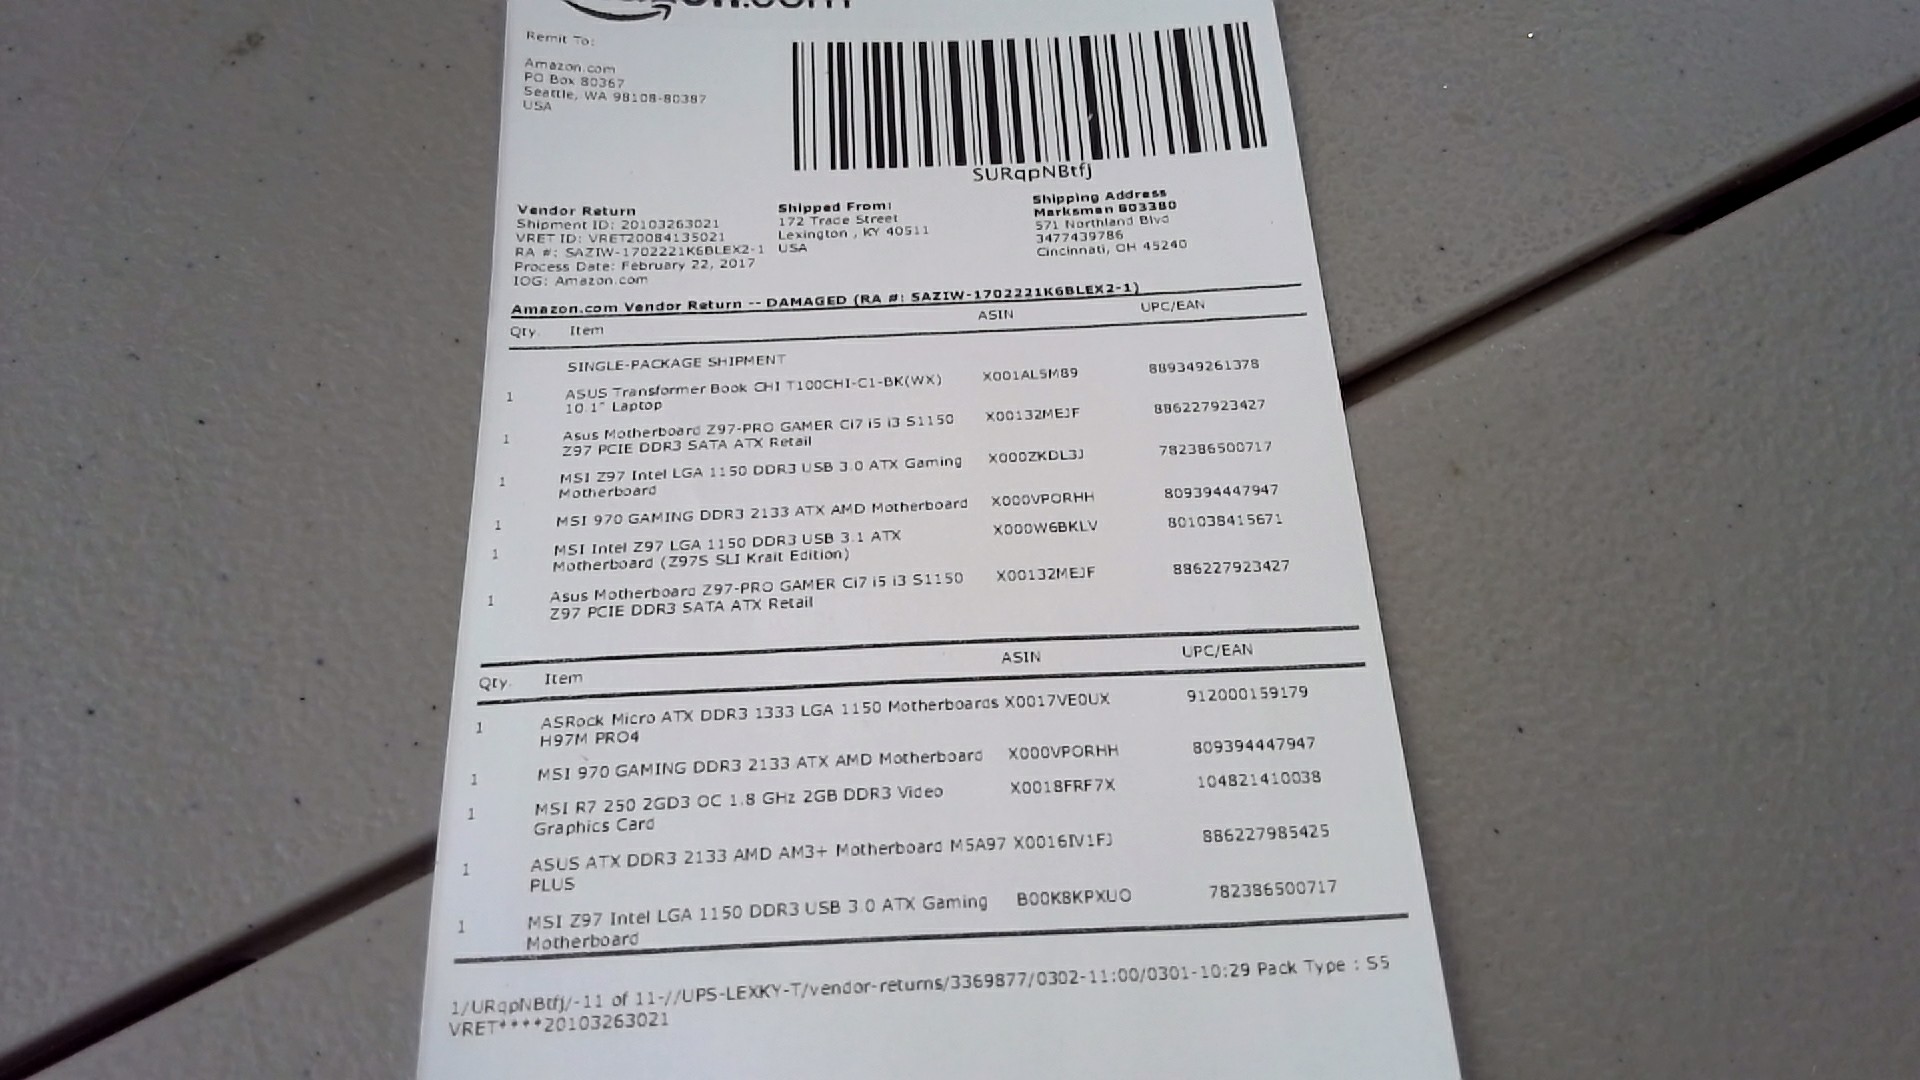 Remit To:
Amazon.com
PO Box 80367
Seattle, WA 98108-80387
USA
SURqpNBtfj
Vendor Return
Shipment ID: 20103263021
VRET ID: VRET20084135021
RA #: SAZIW-1702221K6BLEX2-1
Process Date: February 22, 2017
IOG: Amazon.com
Shipped From:
172 Trade Street
Lexington , KY 40511
USA
Shipping Address
Marksman 603380
571 Northland Blvd
3477439786
Cincinnati, OH 45240
Amazon.com Vendor Return -- DAMAGED (RA #: SAZIW-1702221K6BLEX2-1)
Qty. Item ASIN UPC/EAN
SINGLE-PACKAGE SHIPMENT
1 ASUS Transformer Book CHI T100CHI-C1-BK(WX) X001ALSM89 889349261378
10.1" Laptop
1 Asus Motherboard Z97-PRO GAMER Ci7 i5 i3 S1150 X00132MEJF 886227923427
Z97 PCIE DDR3 SATA ATX Retail
1 MSI Z97 Intel LGA 1150 DDR3 USB 3.0 ATX Gaming X000ZKDL3J 782386500717
Motherboard
1 MSI 970 GAMING DDR3 2133 ATX AMD Motherboard X000VPORHH 809394447947
1 MSI Intel Z97 LGA 1150 DDR3 USB 3.1 ATX X000W6BKLV 801038415671
Motherboard (Z97S SLI Krait Edition)
1 Asus Motherboard Z97-PRO GAMER Ci7 i5 i3 S1150 X00132MEJF 886227923427
Z97 PCIE DDR3 SATA ATX Retail
Qty. Item ASIN UPC/EAN
1 ASRock Micro ATX DDR3 1333 LGA 1150 Motherboards X0017VE0UX 912000159179
H97M PRO4
1 MSI 970 GAMING DDR3 2133 ATX AMD Motherboard X000VPORHH 809394447947
1 MSI R7 250 2GD3 OC 1.8 GHz 2GB DDR3 Video X0018FRF7X 104821410038
Graphics Card
1 ASUS ATX DDR3 2133 AMD AM3+ Motherboard M5A97 X0016IV1FJ 886227985425
PLUS
1 MSI Z97 Intel LGA 1150 DDR3 USB 3.0 ATX Gaming B00K8KPXUO 782386500717
Motherboard
1/URqpNBtfj/-11 of 11-//UPS-LEXKY-T/vendor-returns/3369877/0302-11:00/0301-10:29 Pack Type : S5
VRET****20103263021